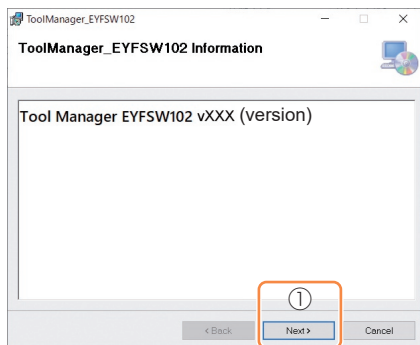 ToolManager_EYFSW102
ToolManager_EYFSW102 Information
Tool Manager EYFSW102 vXXX (version)
①
< Back
Next >
Cancel